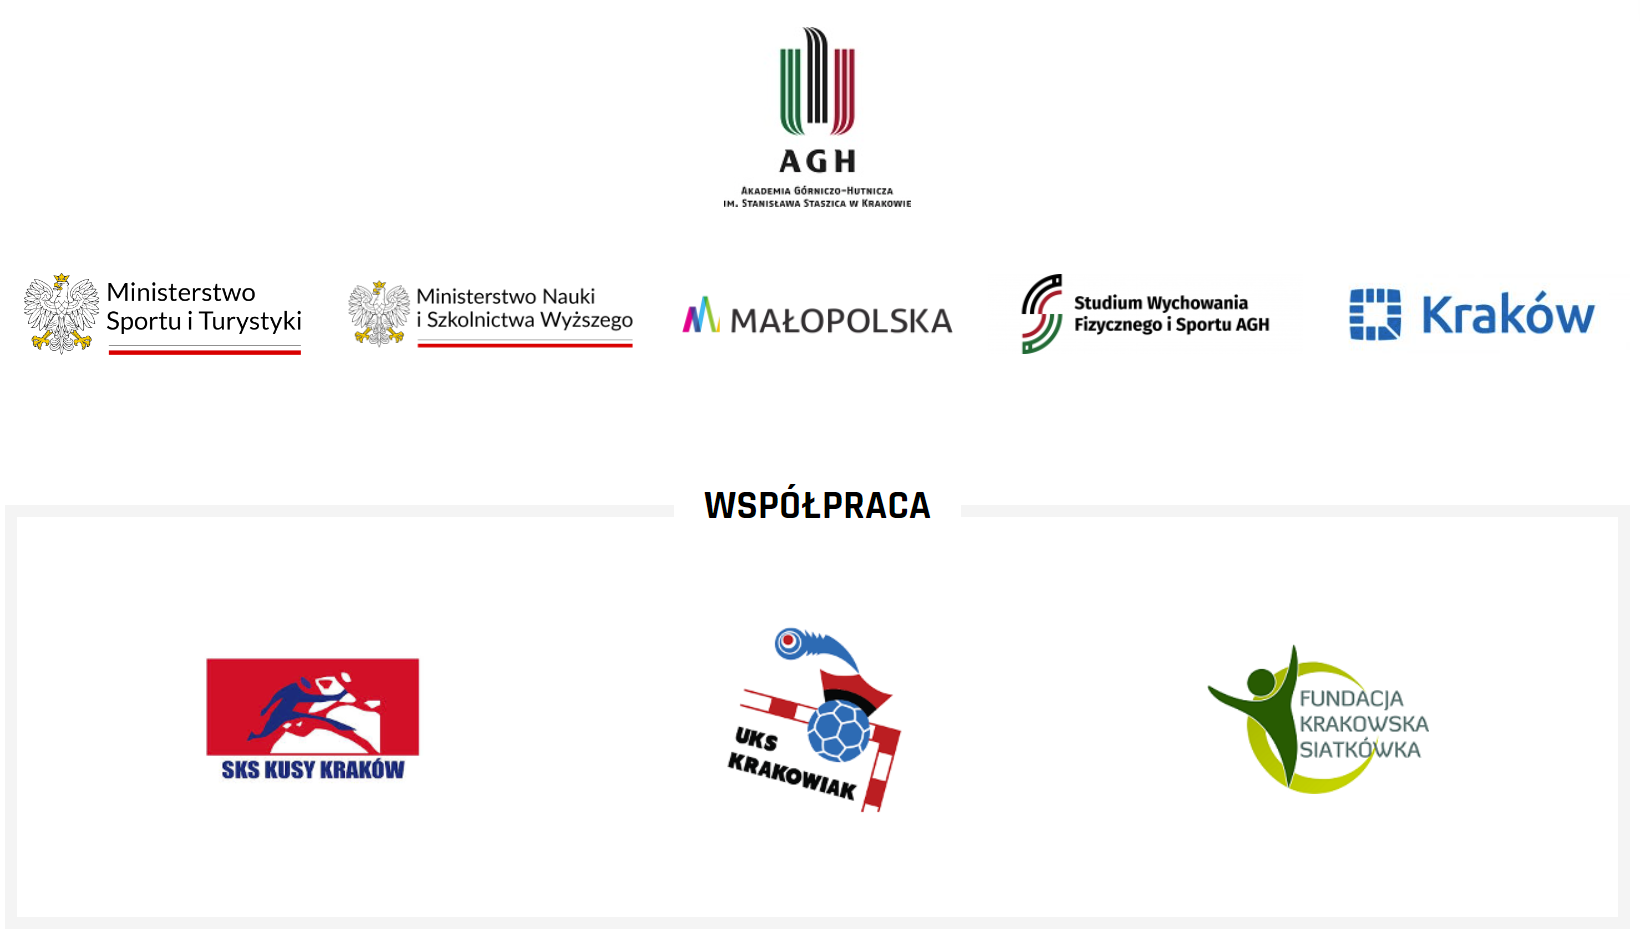 AGH
AKADEMIA GÓRNICZO-HUTNICZA
IM. STANISŁAWA STASZICA W KRAKOWIE
Ministerstwo
Sportu i Turystyki
Ministerstwo Nauki
i Szkolnictwa Wyższego
MAŁOPOLSKA
Studium Wychowania
Fizycznego i Sportu AGH
Kraków
WSPÓŁPRACA
SKS KUSY KRAKÓW
UKS
KRAKOWIAK
FUNDACJA
KRAKOWSKA
SIATKÓWKA